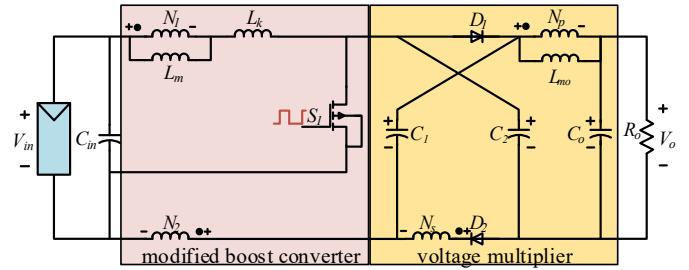 N1 Lk D1 Np
Lm Lmo
Vin Cin S1 C1 C2 Co Ro Vo
N2 Ns D2
modified boost converter voltage multiplier